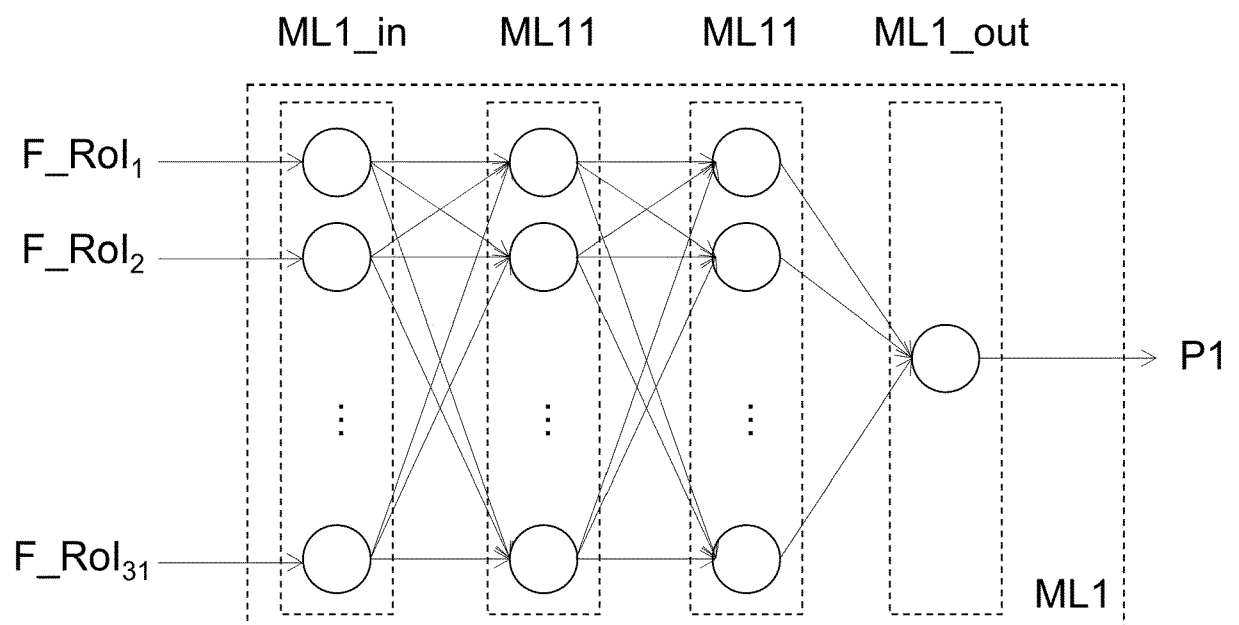 ML1_in ML11 ML11 ML1_out
F_RoI₁
F_RoI₂
P1
F_RoI₃₁
ML1